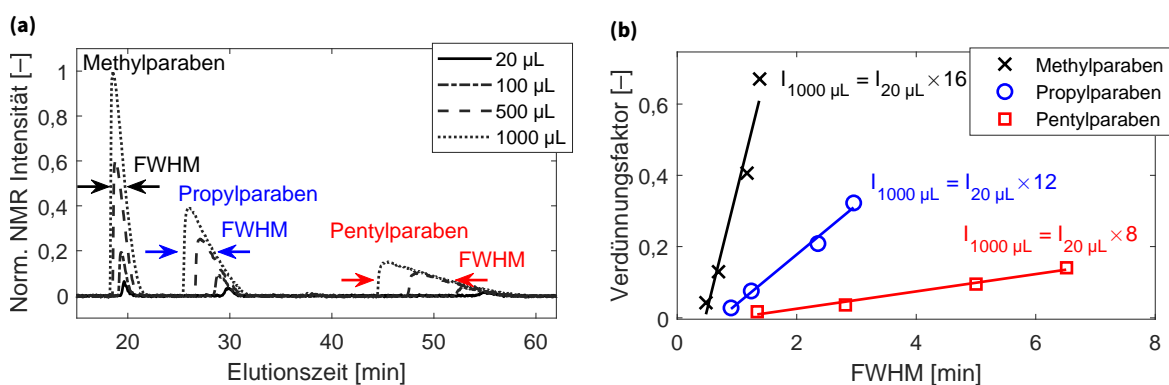 (a)
Norm. NMR Intensität [–]
1
0,8
0,6
0,4
0,2
0
20
30
40
50
60
Elutionszeit [min]
Methylparaben
FWHM
Propylparaben
FWHM
Pentylparaben
FWHM
20 µL
100 µL
500 µL
1000 µL
(b)
Verdünnungsfaktor [–]
0,6
0,4
0,2
0
0
2
4
6
8
FWHM [min]
I1000 µL = I20 µL ×16
I1000 µL = I20 µL ×12
I1000 µL = I20 µL ×8
Methylparaben
Propylparaben
Pentylparaben